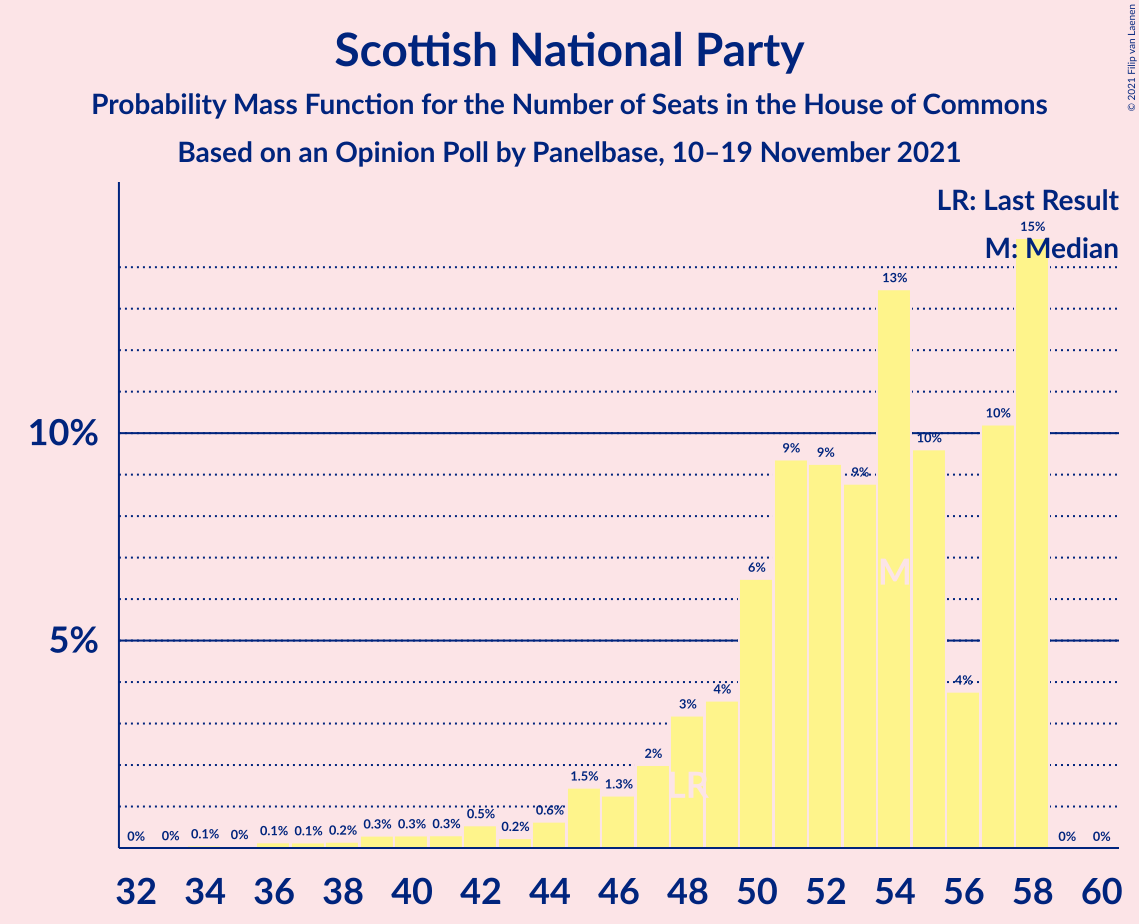 Scottish National Party
Probability Mass Function for the Number of Seats in the House of Commons
Based on an Opinion Poll by Panelbase, 10–19 November 2021
© 2021 Filip van Laenen
LR: Last Result
M: Median
10%
5%
0% 0% 0.1% 0% 0.1% 0.1% 0.2% 0.3% 0.3% 0.3% 0.5% 0.2% 0.6% 1.5% 1.3% 2% 3% 4% 6% 9% 9% 9% 13% 10% 4% 10% 15% 0% 0%
LR
M
32 34 36 38 40 42 44 46 48 50 52 54 56 58 60